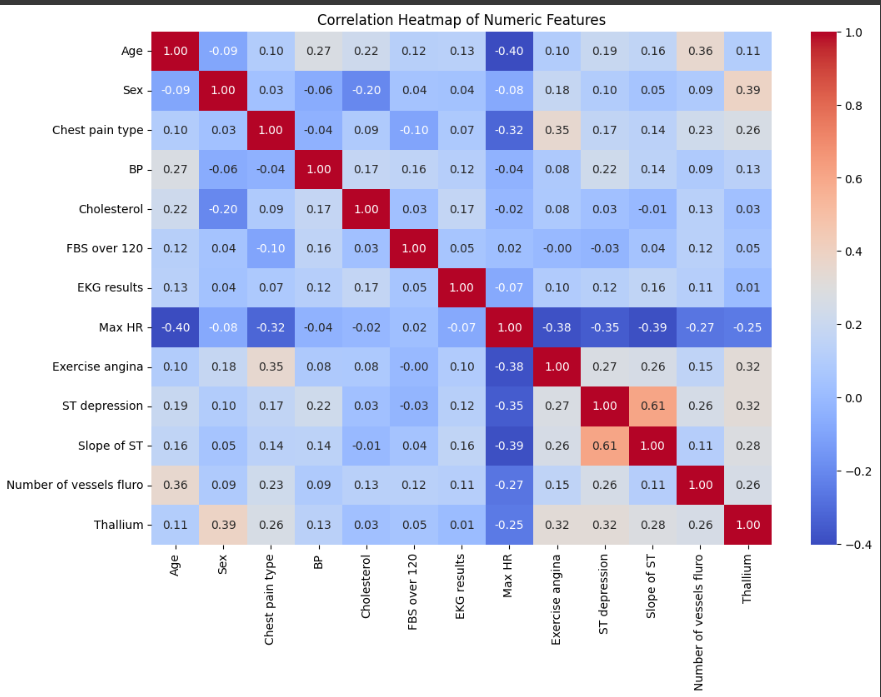 Correlation Heatmap of Numeric Features
Age 1.00 -0.09 0.10 0.27 0.22 0.12 0.13 -0.40 0.10 0.19 0.16 0.36 0.11
Sex -0.09 1.00 0.03 -0.06 -0.20 0.04 0.04 -0.08 0.18 0.10 0.05 0.09 0.39
Chest pain type 0.10 0.03 1.00 -0.04 0.09 -0.10 0.07 -0.32 0.35 0.17 0.14 0.23 0.26
BP 0.27 -0.06 -0.04 1.00 0.17 0.16 0.12 -0.04 0.08 0.22 0.14 0.09 0.13
Cholesterol 0.22 -0.20 0.09 0.17 1.00 0.03 0.17 -0.02 0.08 0.03 -0.01 0.13 0.03
FBS over 120 0.12 0.04 -0.10 0.16 0.03 1.00 0.05 0.02 -0.00 -0.03 0.04 0.12 0.05
EKG results 0.13 0.04 0.07 0.12 0.17 0.05 1.00 -0.07 0.10 0.12 0.16 0.11 0.01
Max HR -0.40 -0.08 -0.32 -0.04 -0.02 0.02 -0.07 1.00 -0.38 -0.35 -0.39 -0.27 -0.25
Exercise angina 0.10 0.18 0.35 0.08 0.08 -0.00 0.10 -0.38 1.00 0.27 0.26 0.15 0.32
ST depression 0.19 0.10 0.17 0.22 0.03 -0.03 0.12 -0.35 0.27 1.00 0.61 0.26 0.32
Slope of ST 0.16 0.05 0.14 0.14 -0.01 0.04 0.16 -0.39 0.26 0.61 1.00 0.11 0.28
Number of vessels fluro 0.36 0.09 0.23 0.09 0.13 0.12 0.11 -0.27 0.15 0.26 0.11 1.00 0.26
Thallium 0.11 0.39 0.26 0.13 0.03 0.05 0.01 -0.25 0.32 0.32 0.28 0.26 1.00
Age
Sex
Chest pain type
BP
Cholesterol
FBS over 120
EKG results
Max HR
Exercise angina
ST depression
Slope of ST
Number of vessels fluro
Thallium
1.0
0.8
0.6
0.4
0.2
0.0
−0.2
−0.4